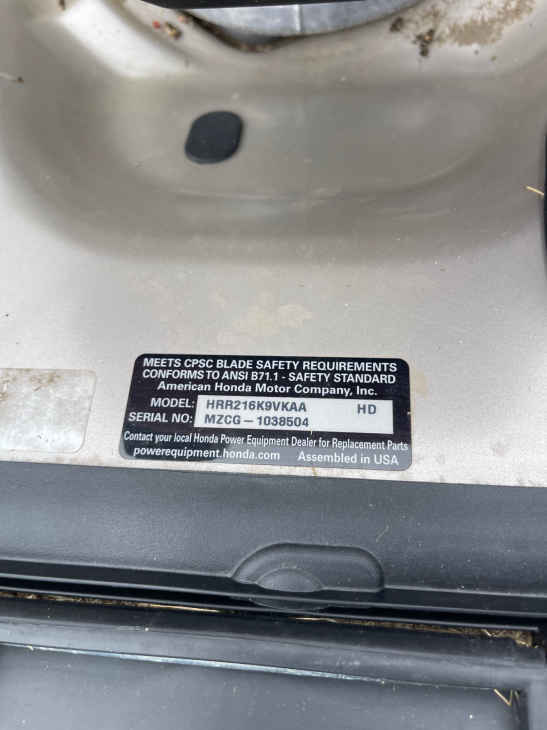 MEETS CPSC BLADE SAFETY REQUIREMENTS
CONFORMS TO ANSI B71.1 - SAFETY STANDARD
American Honda Motor Company, Inc.
MODEL: HRR216K9VKAA HD
SERIAL NO: MZCG-1038504
Contact your local Honda Power Equipment Dealer for Replacement Parts
powerequipment.honda.com Assembled in USA